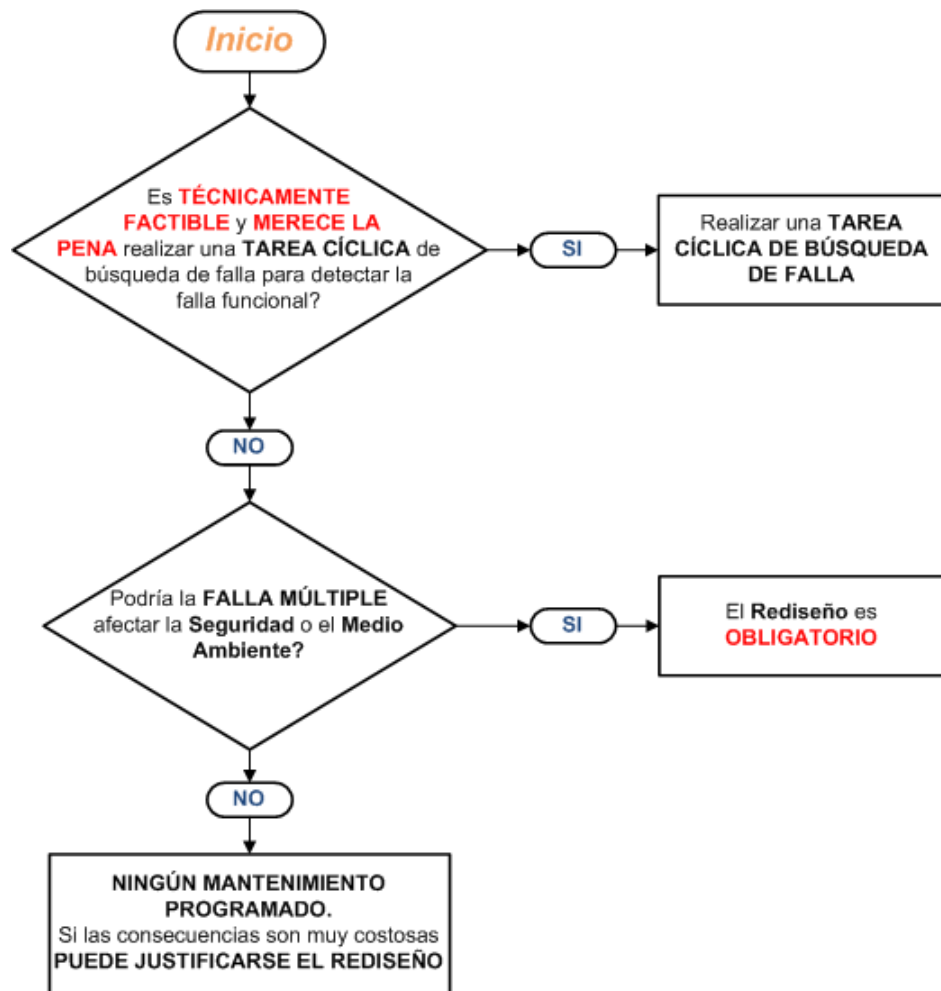 Inicio
Es TÉCNICAMENTE
FACTIBLE y MERECE LA
PENA realizar una TAREA CÍCLICA de
búsqueda de falla para detectar la
falla funcional?
SI
Realizar una TAREA
CÍCLICA DE BÚSQUEDA
DE FALLA
NO
Podría la FALLA MÚLTIPLE
afectar la Seguridad o el Medio
Ambiente?
SI
El Rediseño es
OBLIGATORIO
NO
NINGÚN MANTENIMIENTO
PROGRAMADO.
Si las consecuencias son muy costosas
PUEDE JUSTIFICARSE EL REDISEÑO